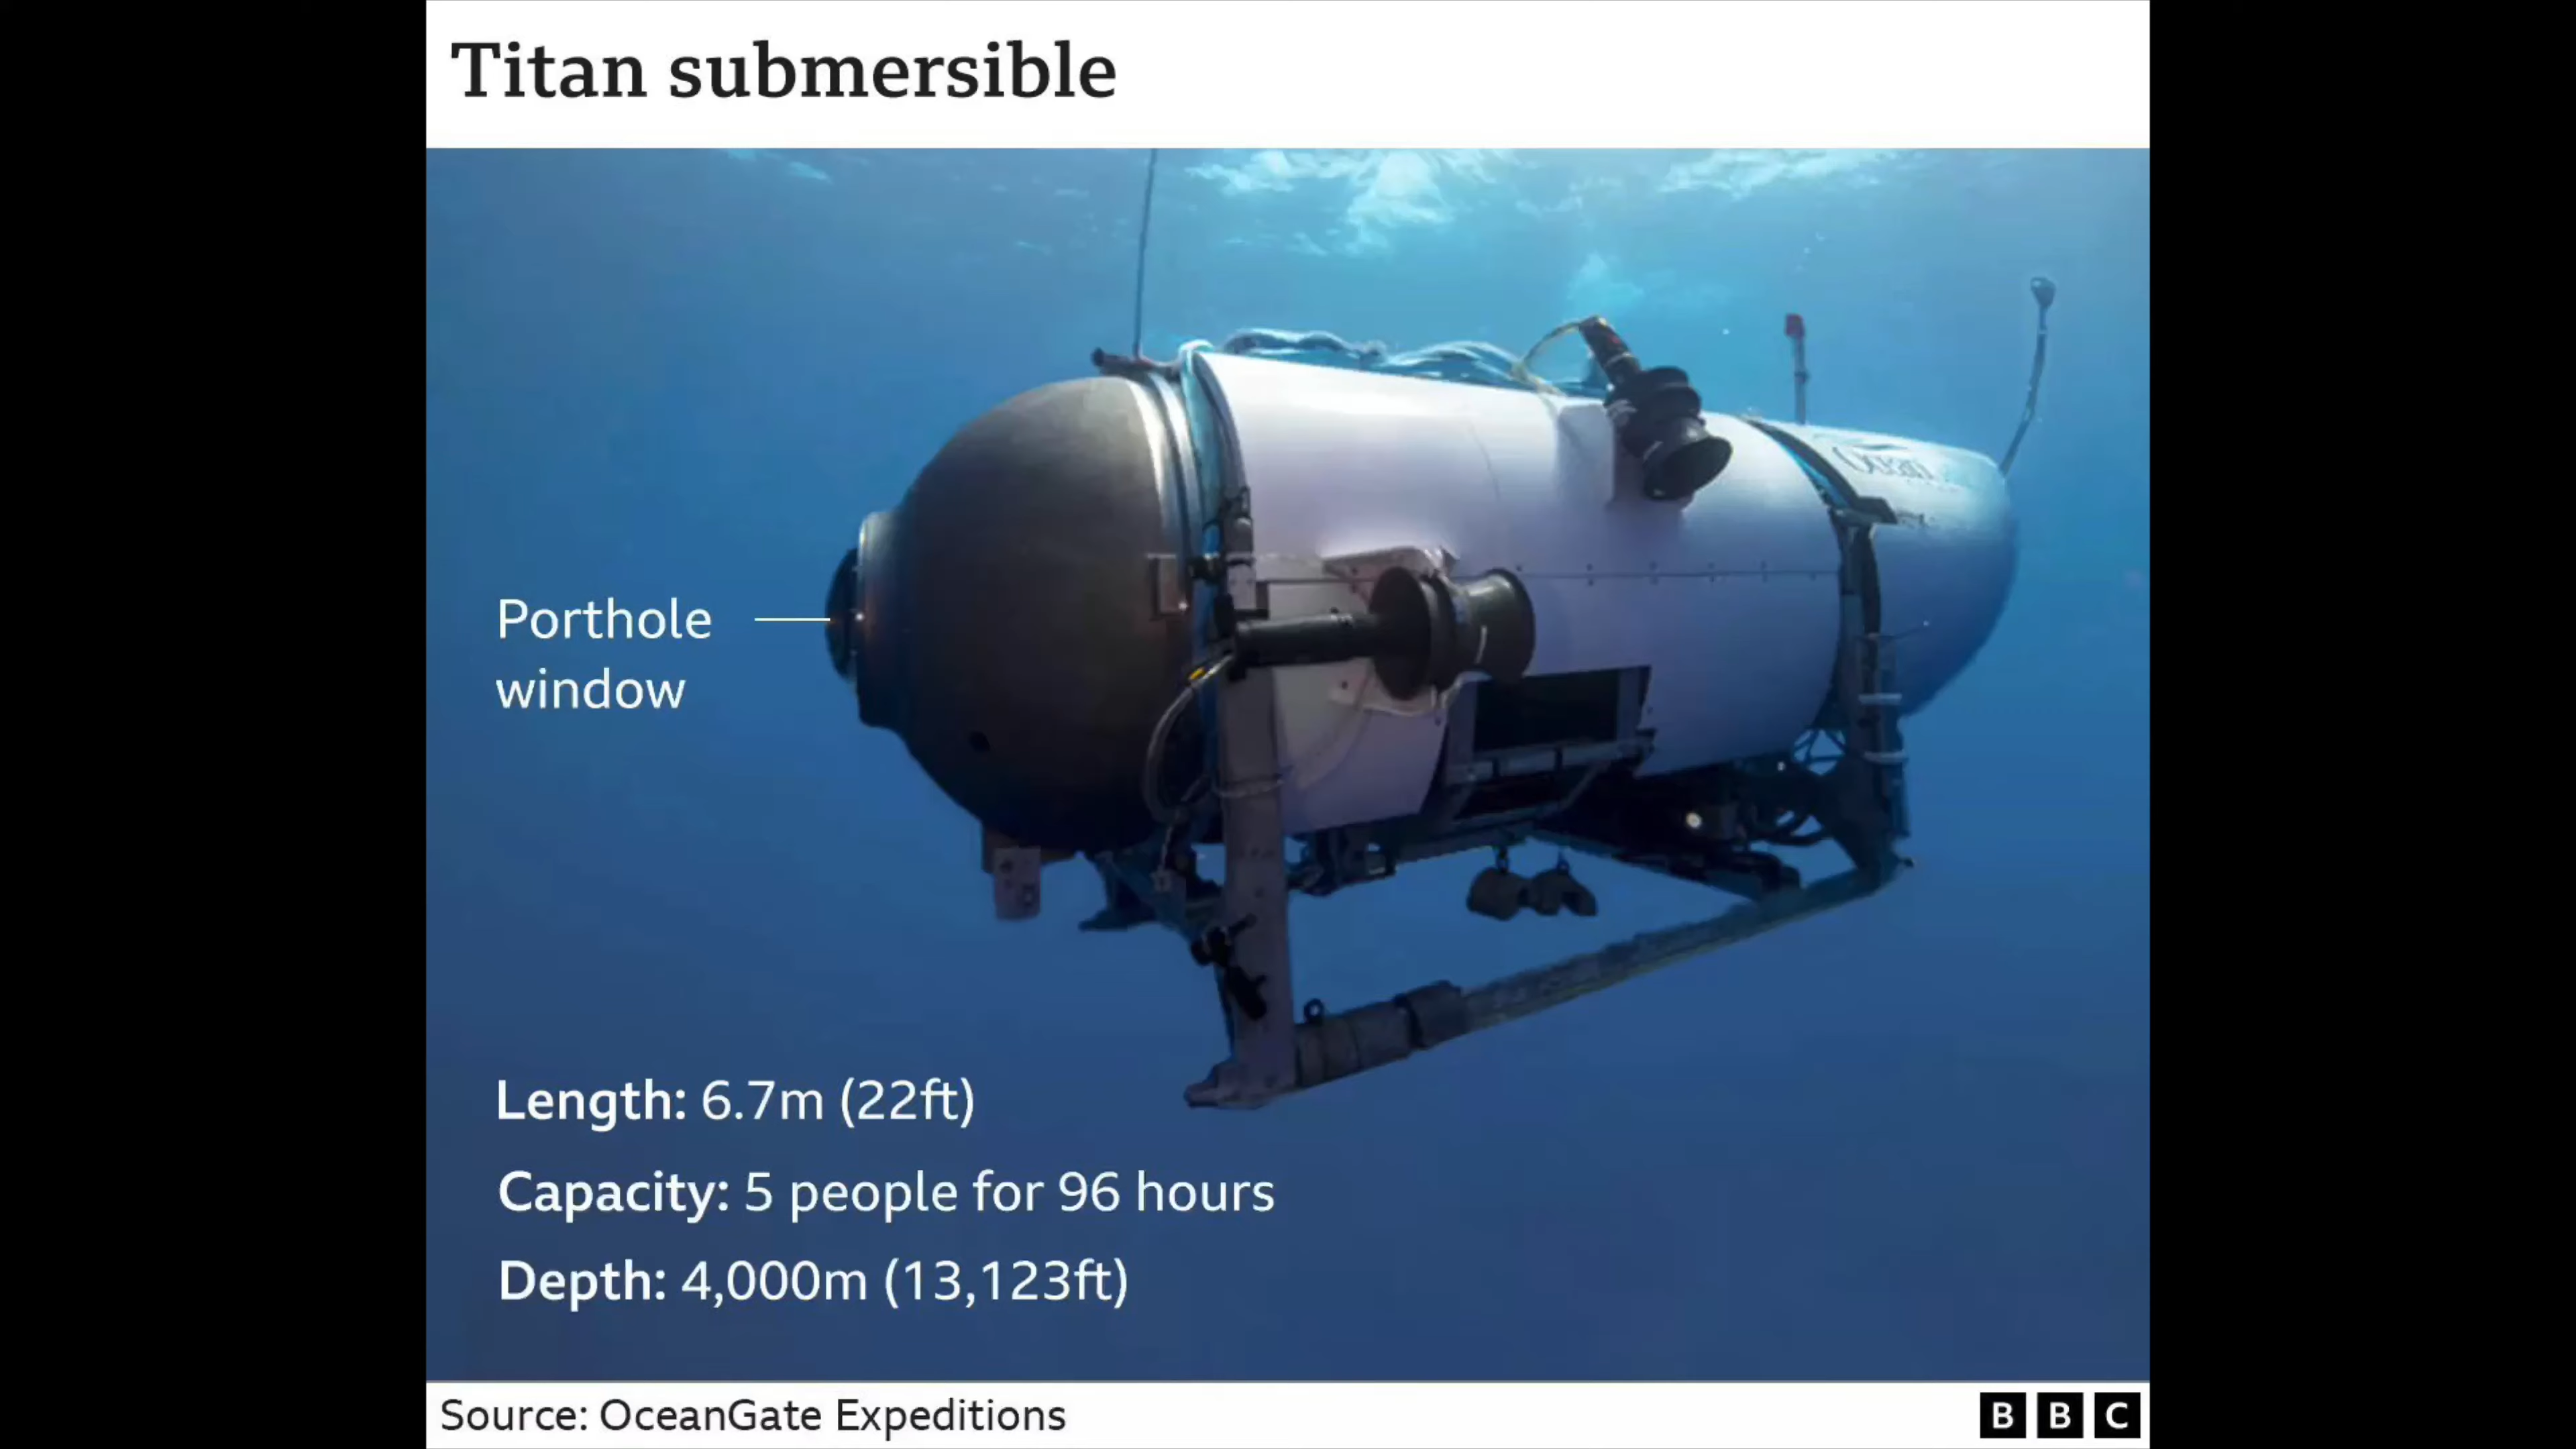 Titan submersible
Ocean
Porthole
window
Length: 6.7m (22ft)
Capacity: 5 people for 96 hours
Depth: 4,000m (13,123ft)
Source: OceanGate Expeditions
BBC